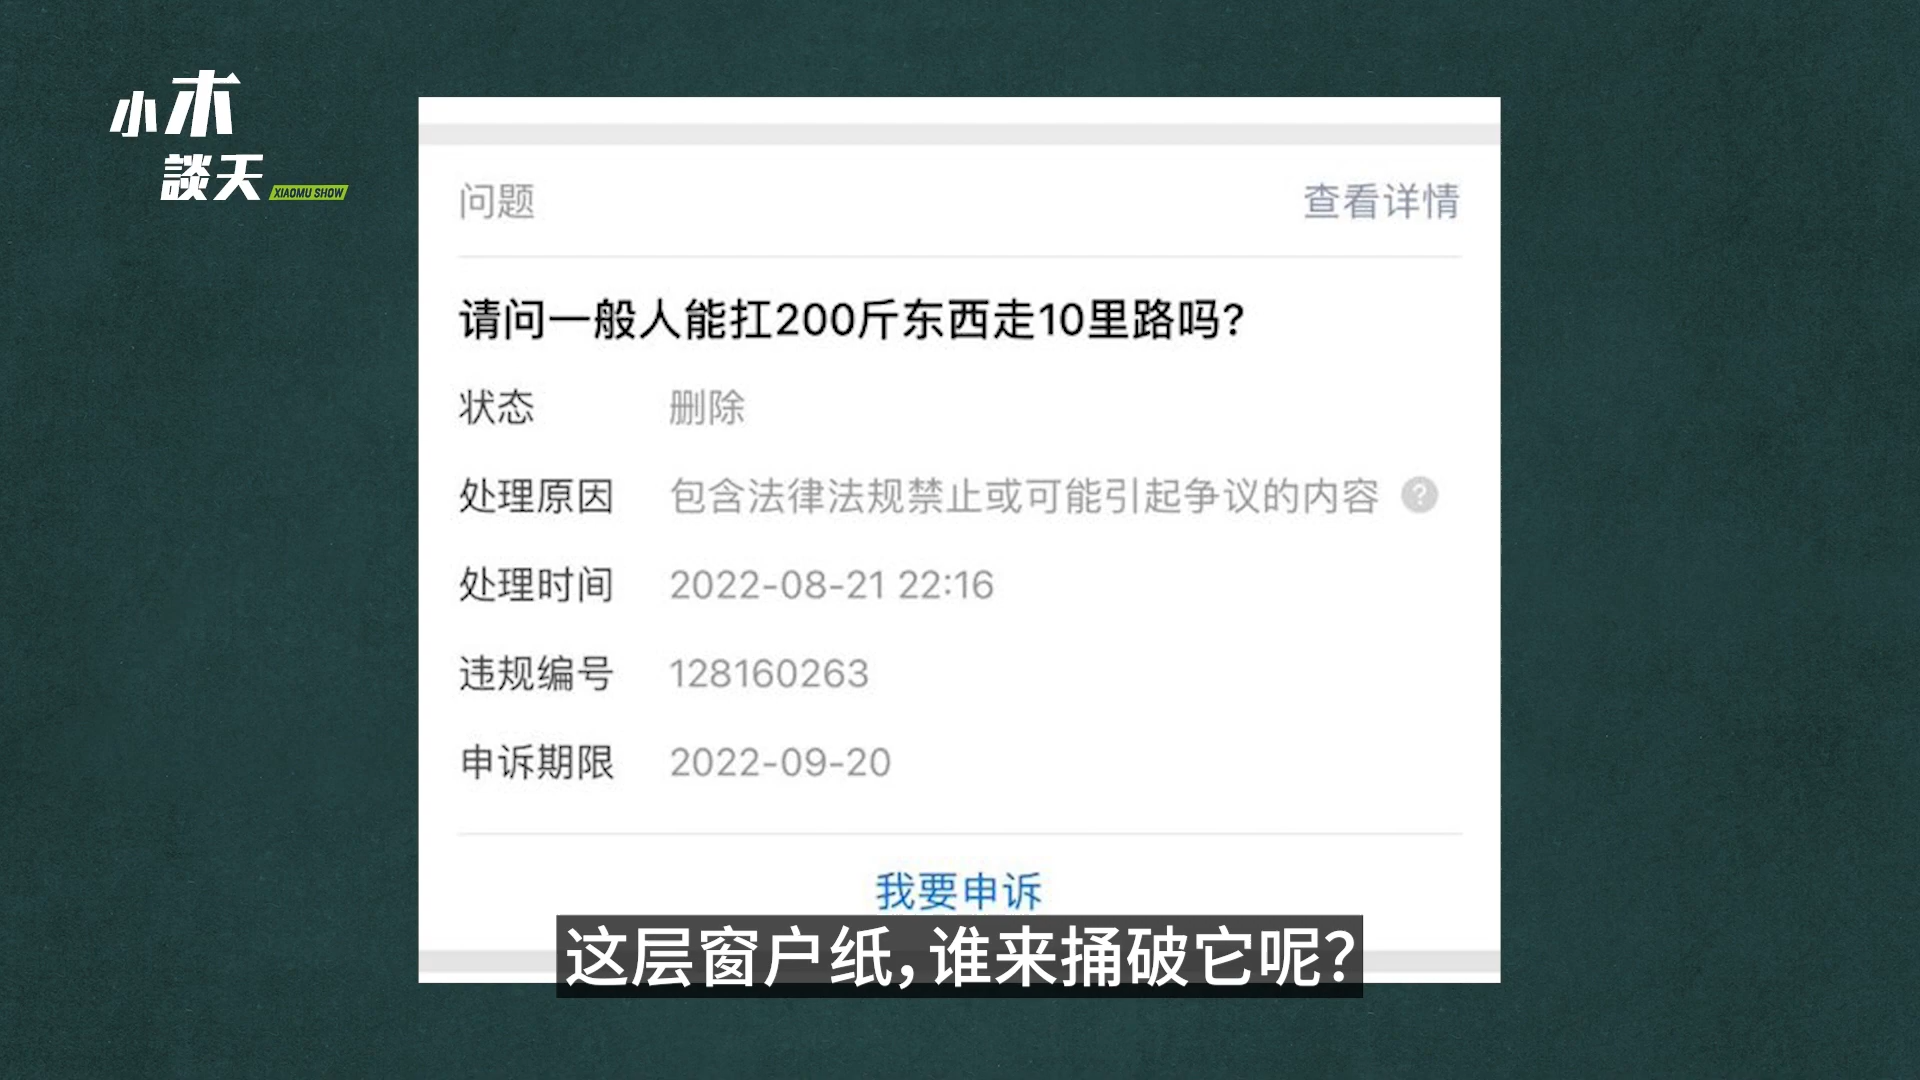 小木
談天
XIAOMU SHOW
问题
查看详情
请问一般人能扛200斤东西走10里路吗?
状态 删除
处理原因 包含法律法规禁止或可能引起争议的内容 ?
处理时间 2022-08-21 22:16
违规编号 128160263
申诉期限 2022-09-20
我要申诉
这层窗户纸,谁来捅破它呢?